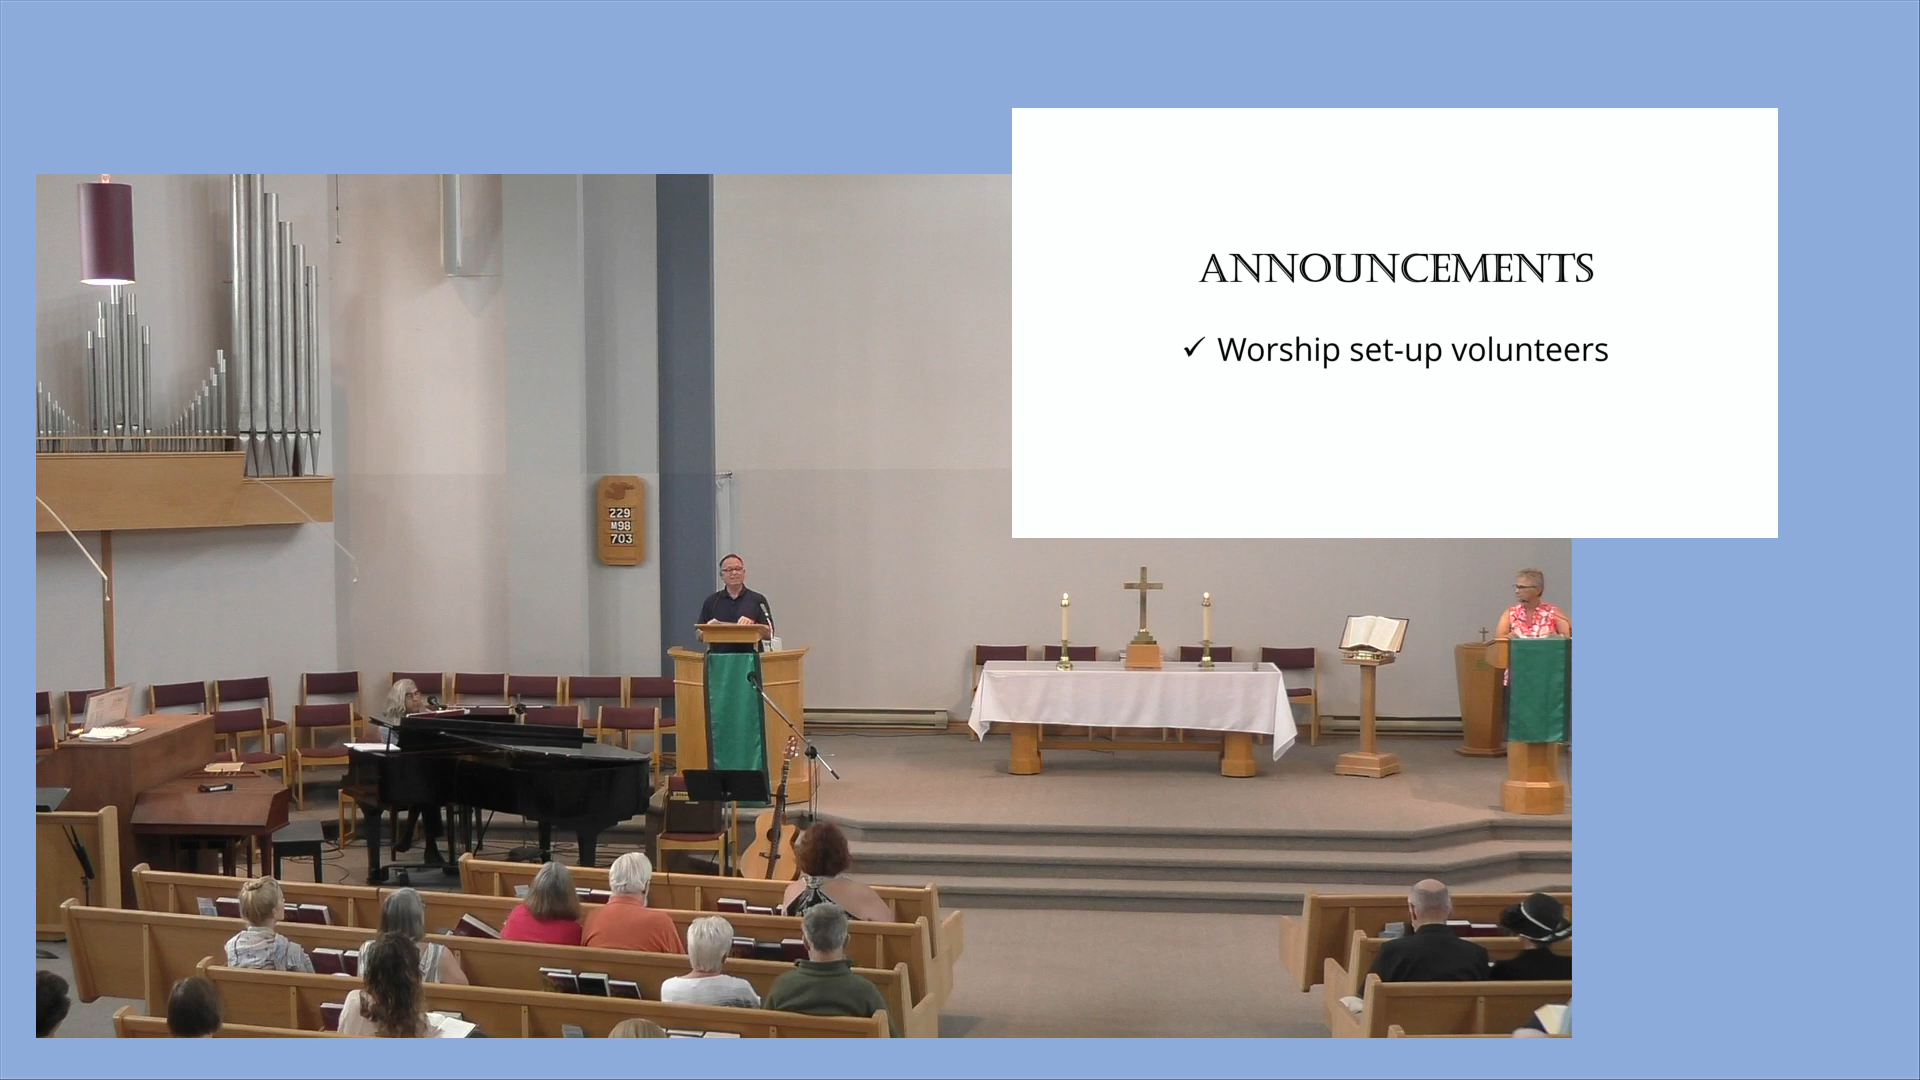 ANNOUNCEMENTS
✓ Worship set-up volunteers
229
M98
703